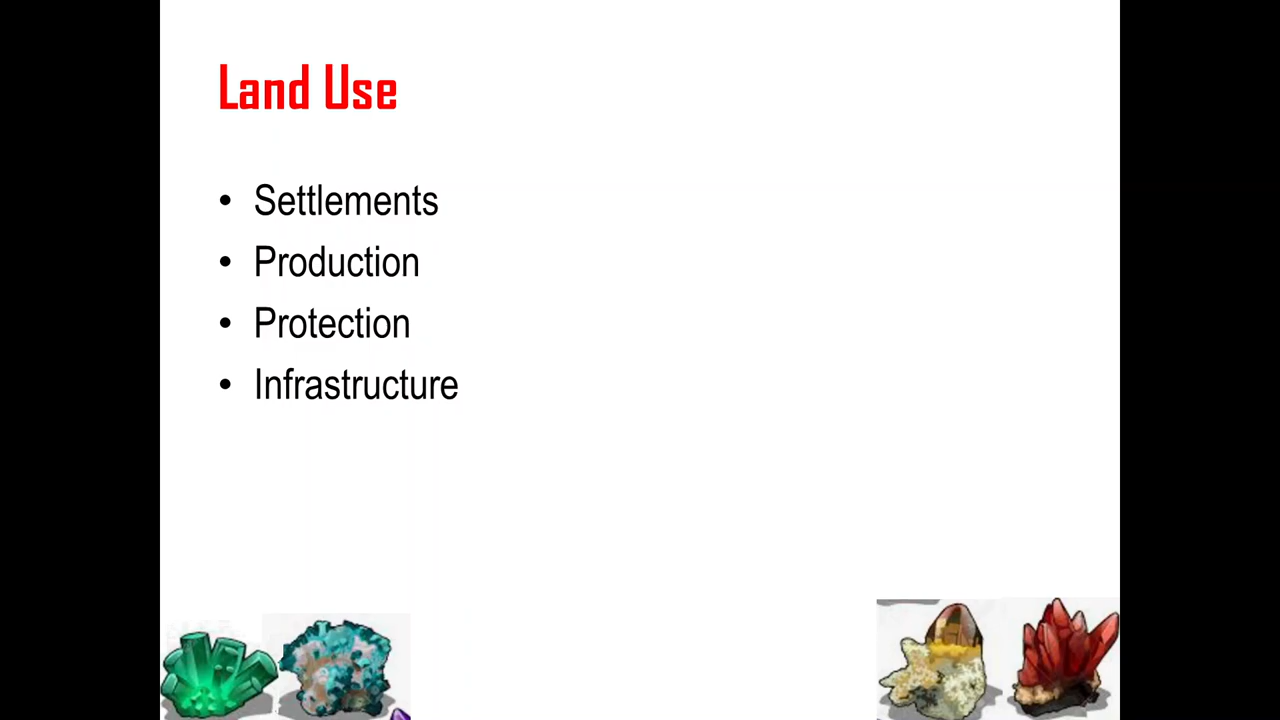 Land Use
• Settlements
• Production
• Protection
• Infrastructure